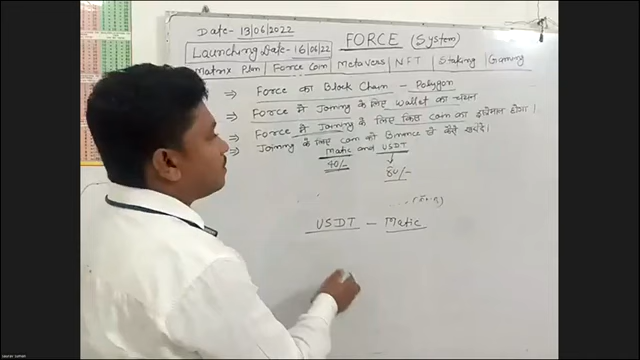 Date- 13/06/2022
Launching Date- 16/06/22
FORCE (System)
Matrix Plan | Force Coin | Metavers | NFT | Staking | Gaming
⇒ Force का Block Chain - Polygon
⇒ Force मे Joining के लिए Wallet का चयन
⇒ Force मे Joining के लिए किस Coin का इस्तेमाल होगा।
⇒ Joining के लिए Coin को Binance से कैसे खरीदे।
Matic and USDT
40/- 80/-
USDT - Matic